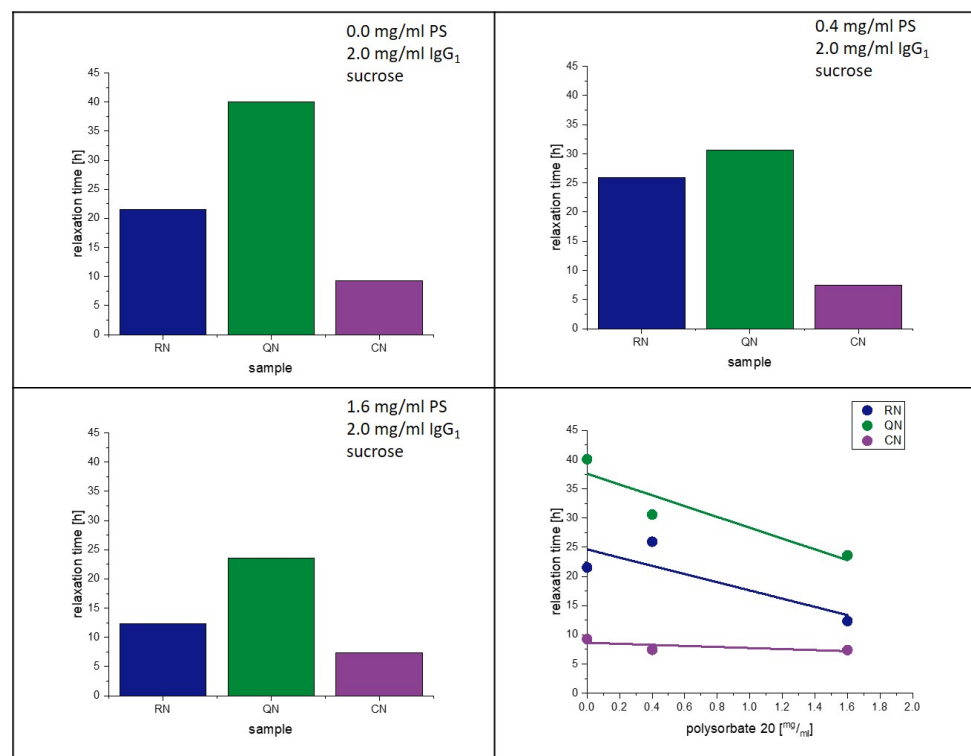 0.0 mg/ml PS
2.0 mg/ml IgG₁
sucrose
45
40
35
30
25
20
15
10
5
0
relaxation time [h]
RN QN CN
sample
0.4 mg/ml PS
2.0 mg/ml IgG₁
sucrose
45
40
35
30
25
20
15
10
5
0
relaxation time [h]
RN QN CN
sample
1.6 mg/ml PS
2.0 mg/ml IgG₁
sucrose
45
40
35
30
25
20
15
10
5
0
relaxation time [h]
RN QN CN
sample
RN
QN
CN
45
40
35
30
25
20
15
10
5
0
relaxation time [h]
0.0 0.2 0.4 0.6 0.8 1.0 1.2 1.4 1.6 1.8 2.0
polysorbate 20 [mg/ml]